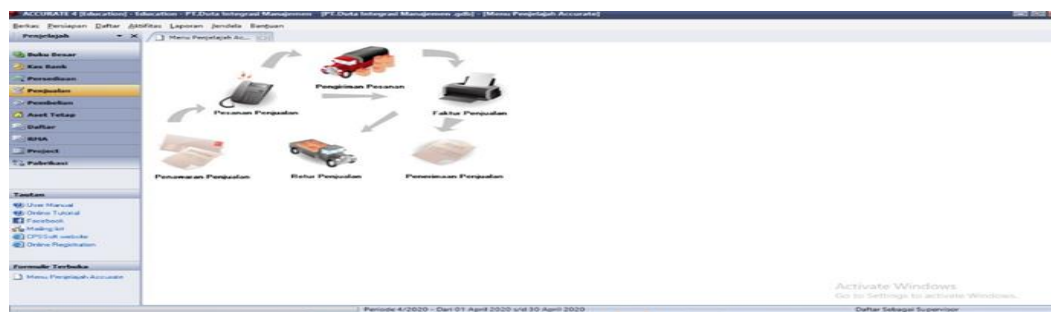 ACCURATE 4 [Education] - Education - PT.Duta Integrasi Manajemen - [PT.Duta Integrasi Manajemen .gdb] - [Menu Penjelajah Accurate]
Berkas Persiapan Daftar Aktifitas Laporan Jendela Bantuan
Penjelajah
Menu Penjelajah Ac...
Buku Besar
Kas Bank
Persediaan
Penjualan
Pembelian
Aset Tetap
Daftar
RMA
Project
Pabrikasi
Pengiriman Pesanan
Pesanan Penjualan
Faktur Penjualan
Penawaran Penjualan
Retur Penjualan
Penerimaan Penjualan
Tautan
User Manual
Online Tutorial
Facebook
Mailing list
CPSSoft website
Online Registration
Formulir Terbuka
Menu Penjelajah Accurate
Activate Windows
Go to Settings to activate Windows.
Periode 4/2020 - Dari 01 April 2020 s/d 30 April 2020
Daftar Sebagai Supervisor